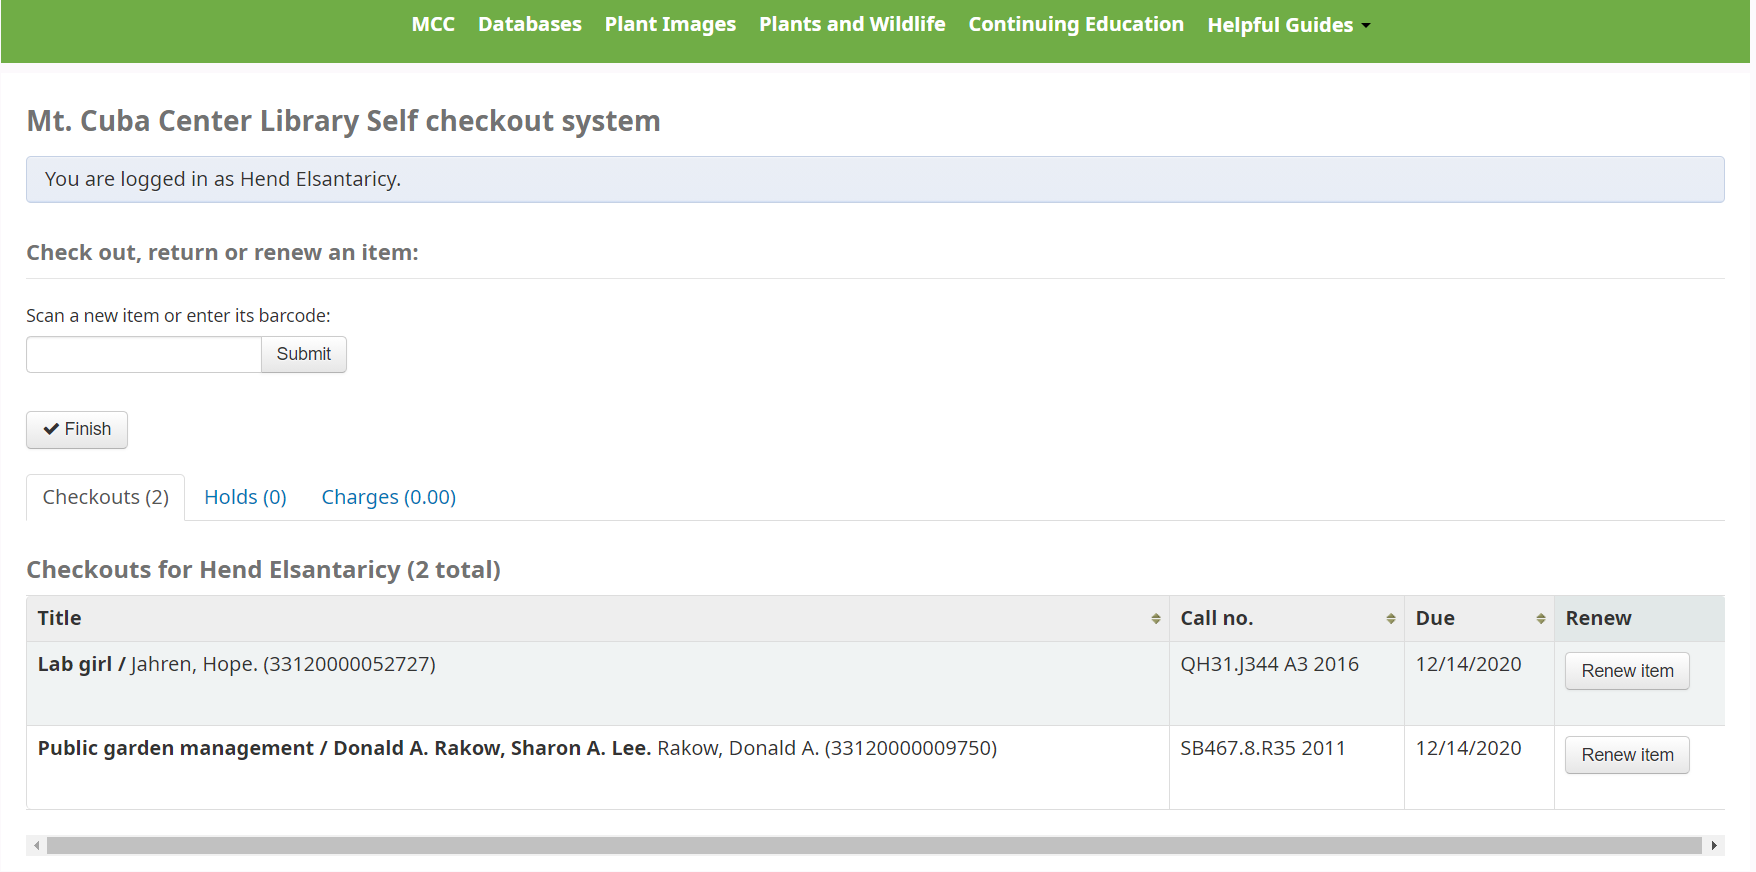 MCC Databases Plant Images Plants and Wildlife Continuing Education Helpful Guides
Mt. Cuba Center Library Self checkout system
You are logged in as Hend Elsantaricy.
Check out, return or renew an item:
Scan a new item or enter its barcode:
Submit
Finish
Checkouts (2) Holds (0) Charges (0.00)
Checkouts for Hend Elsantaricy (2 total)
Title Call no. Due Renew
Lab girl / Jahren, Hope. (33120000052727) QH31.J344 A3 2016 12/14/2020 Renew item
Public garden management / Donald A. Rakow, Sharon A. Lee. Rakow, Donald A. (33120000009750) SB467.8.R35 2011 12/14/2020 Renew item